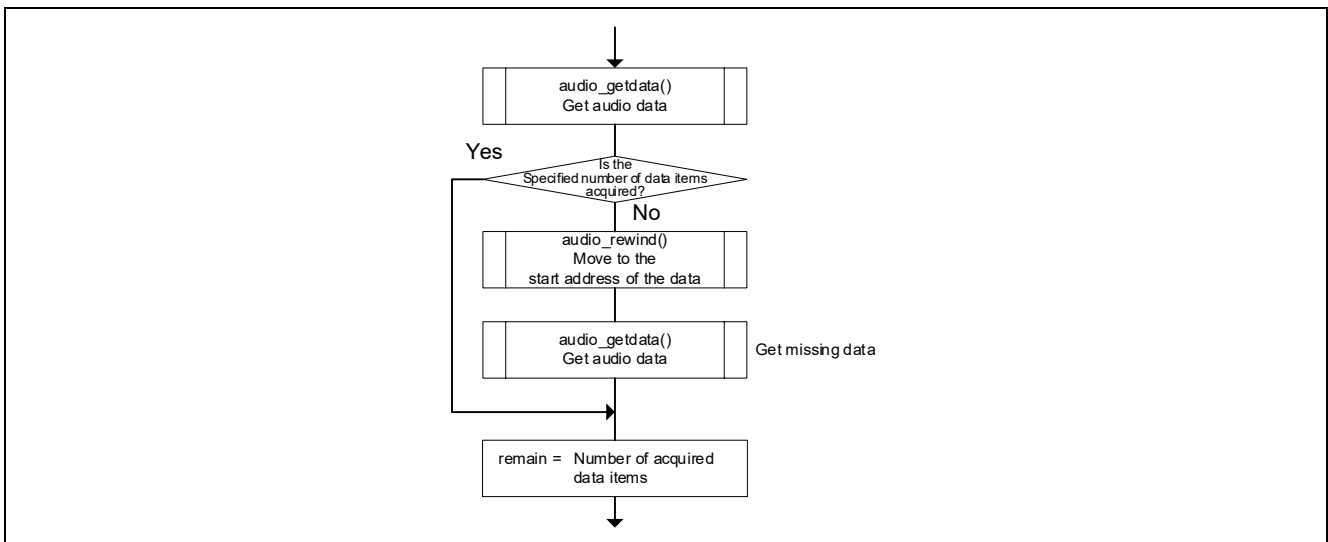 audio_getdata()
Get audio data
Yes
Is the
Specified number of data items
acquired?
No
audio_rewind()
Move to the
start address of the data
audio_getdata()
Get audio data
Get missing data
remain = Number of acquired
data items